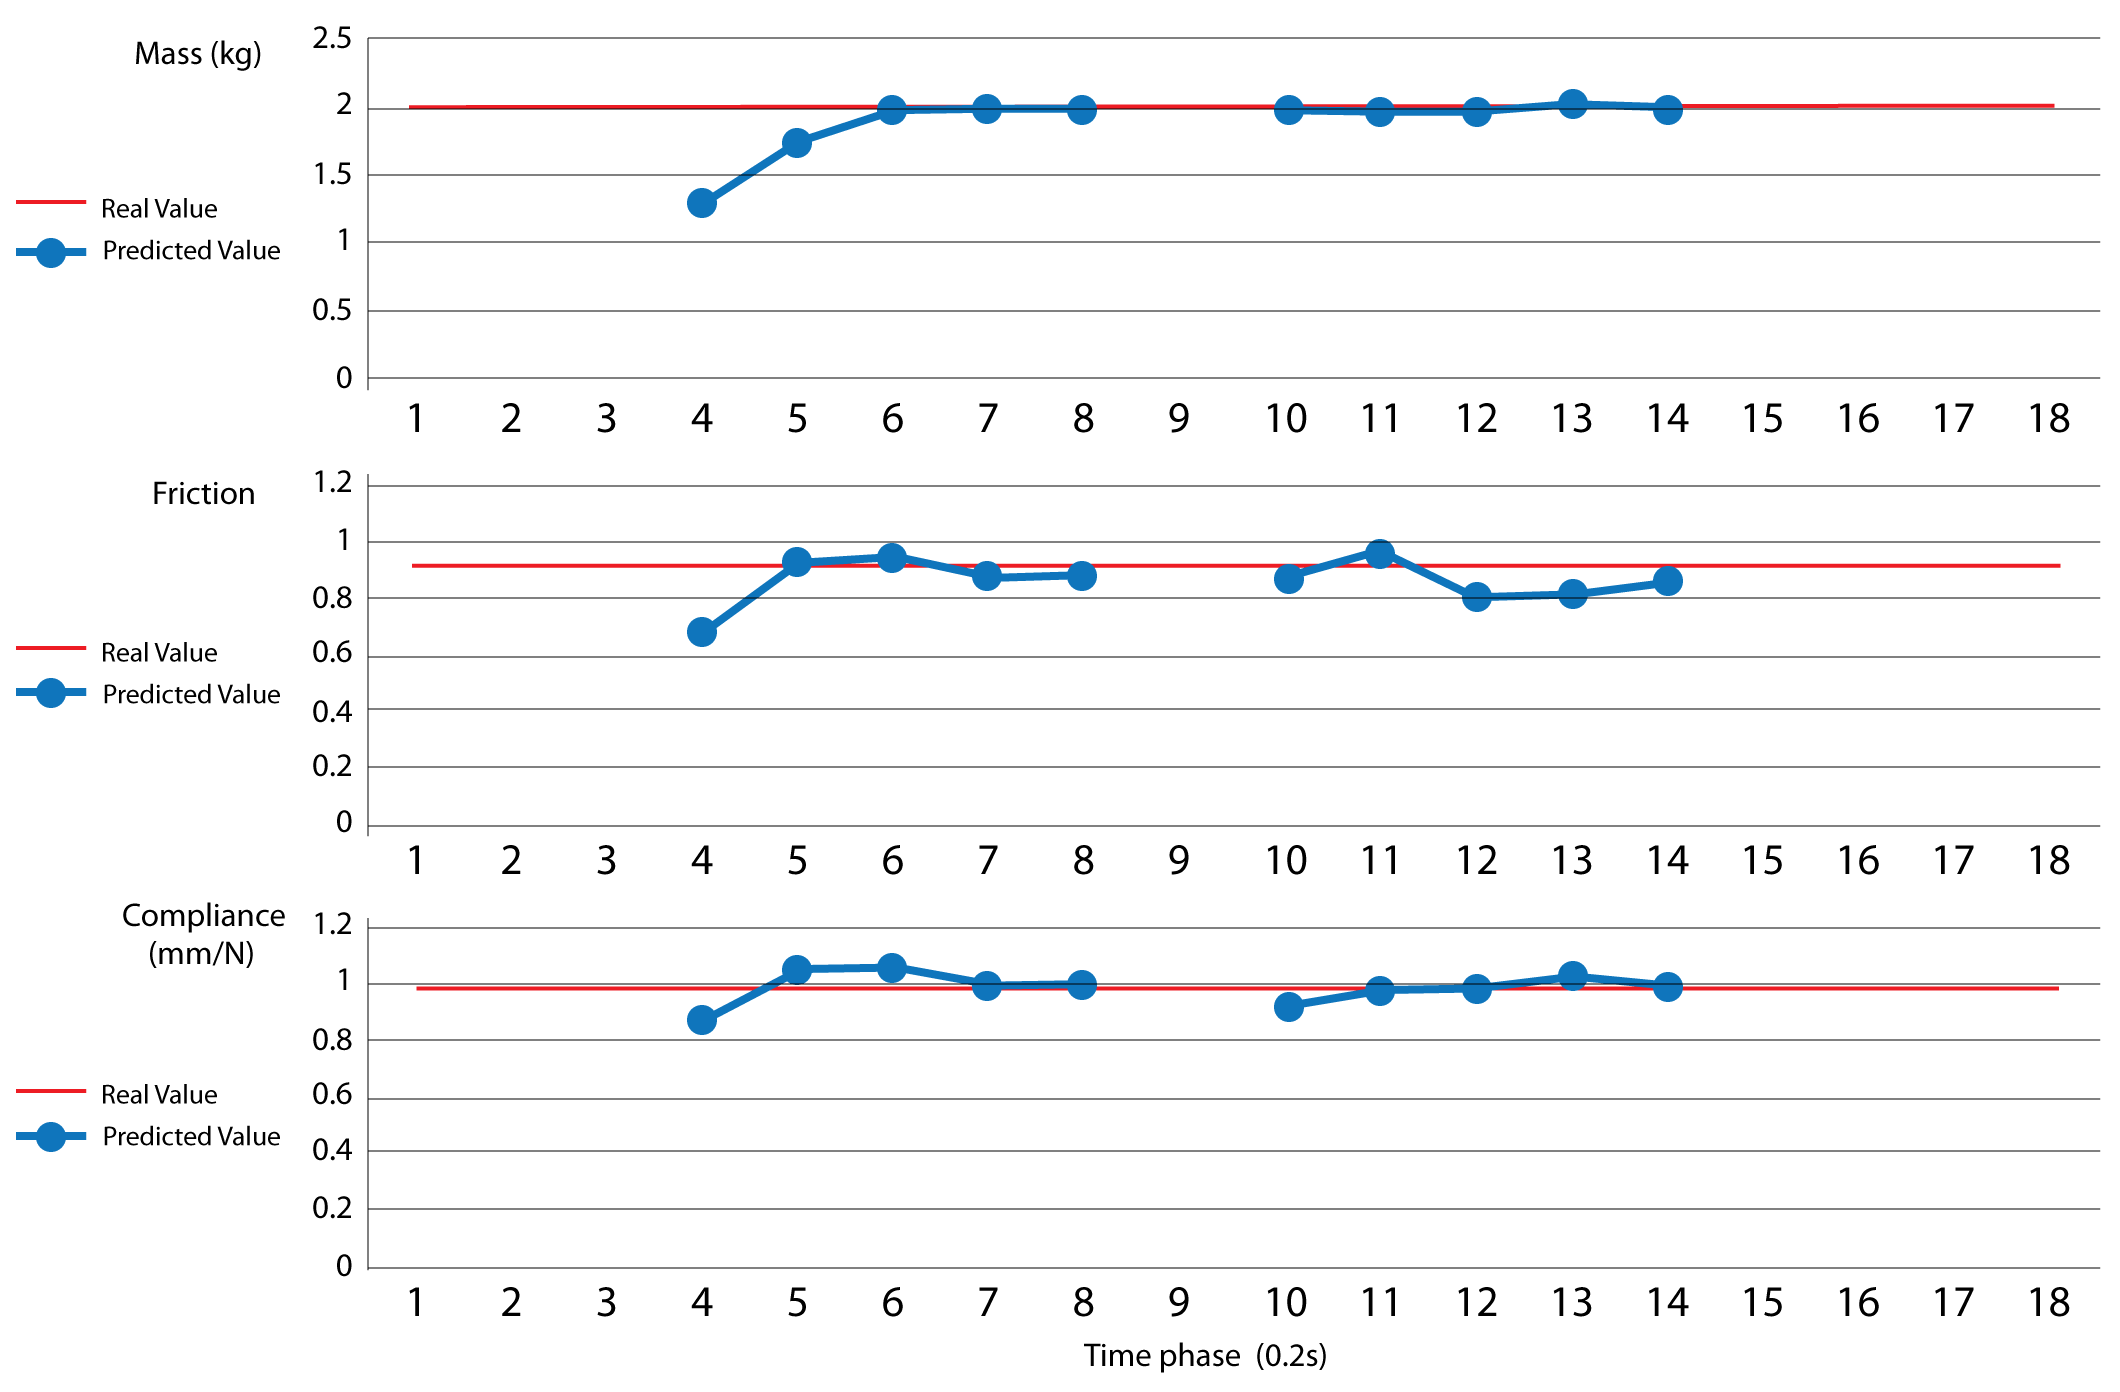 Mass (kg)
2.5
2
1.5
1
0.5
0
Real Value
Predicted Value
1 2 3 4 5 6 7 8 9 10 11 12 13 14 15 16 17 18
Friction
1.2
1
0.8
0.6
0.4
0.2
0
Real Value
Predicted Value
1 2 3 4 5 6 7 8 9 10 11 12 13 14 15 16 17 18
Compliance
(mm/N)
1.2
1
0.8
0.6
0.4
0.2
0
Real Value
Predicted Value
1 2 3 4 5 6 7 8 9 10 11 12 13 14 15 16 17 18
Time phase (0.2s)